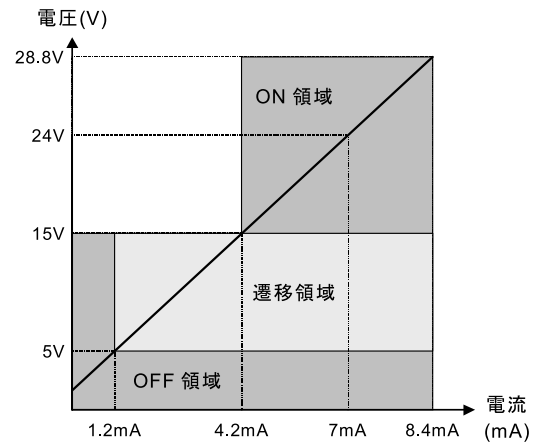 電圧(V)
28.8V
ON 領域
24V
15V
遷移領域
5V
OFF 領域
電流
(mA)
1.2mA
4.2mA
7mA
8.4mA